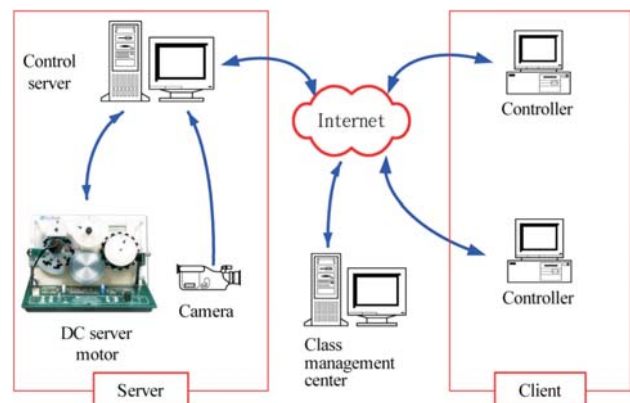 Control
server
Internet
Controller
Controller
DC server
motor
Camera
Class
management
center
Server
Client